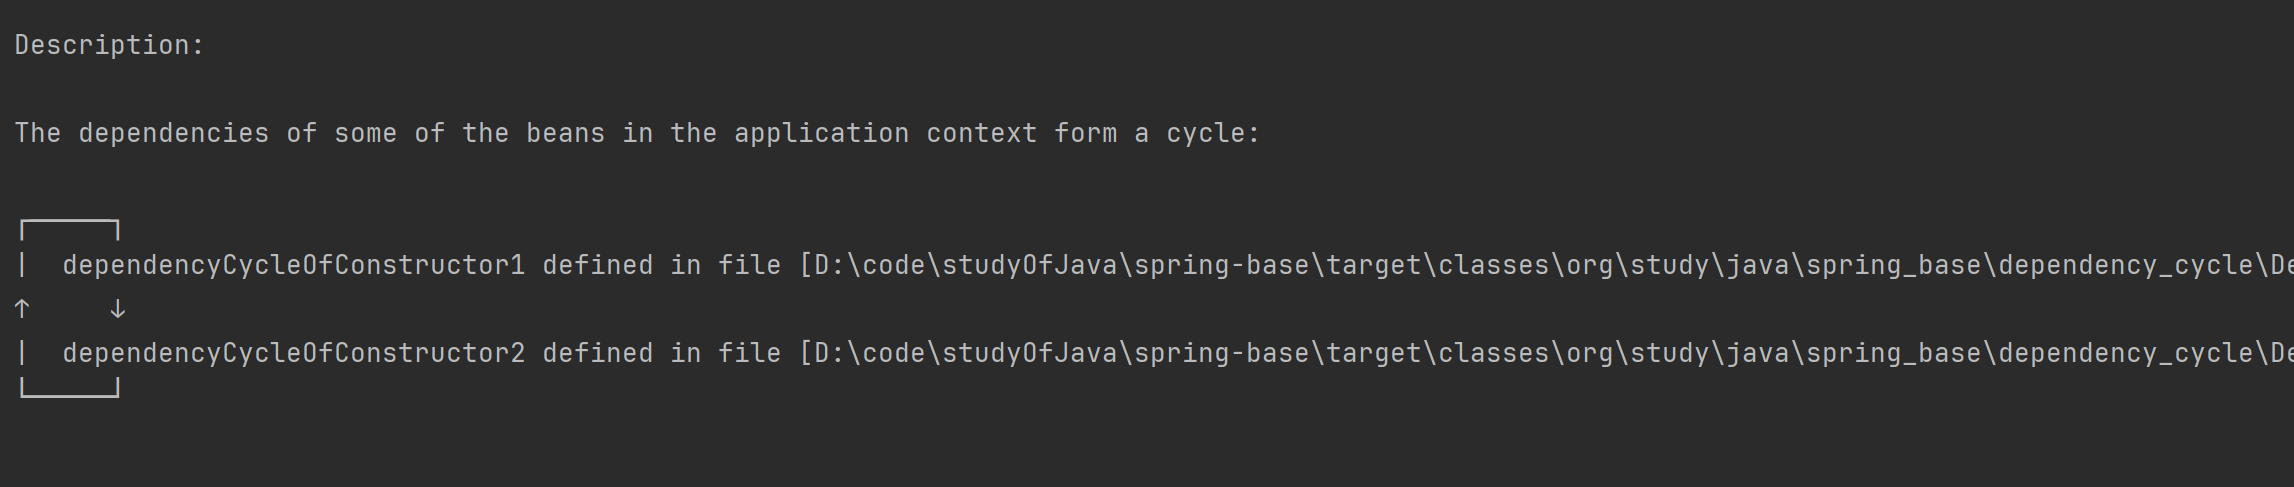 Description:
The dependencies of some of the beans in the application context form a cycle:
┌─────┐
|  dependencyCycleOfConstructor1 defined in file [D:\code\studyOfJava\spring-base\target\classes\org\study\java\spring_base\dependency_cycle\De
↑     ↓
|  dependencyCycleOfConstructor2 defined in file [D:\code\studyOfJava\spring-base\target\classes\org\study\java\spring_base\dependency_cycle\De
└─────┘